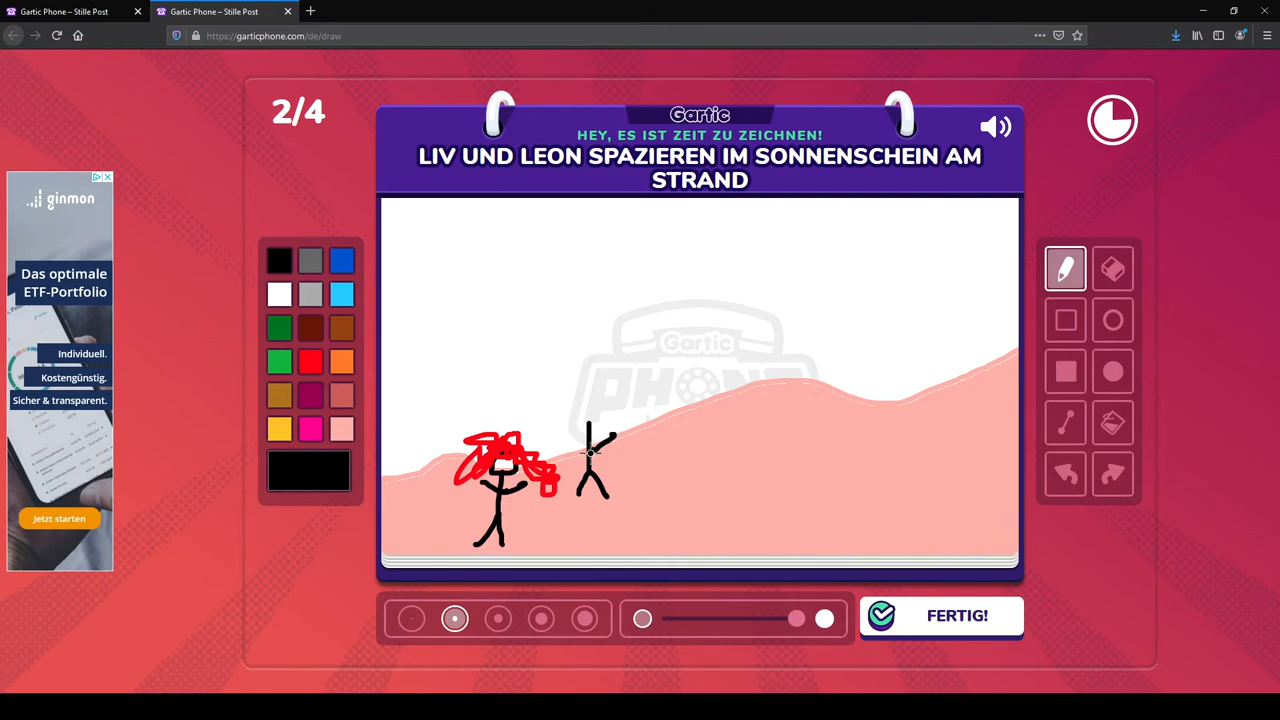 Gartic Phone – Stille Post
Gartic Phone – Stille Post
https://garticphone.com/de/draw
2/4
Gartic
HEY, ES IST ZEIT ZU ZEICHNEN!
LIV UND LEON SPAZIEREN IM SONNENSCHEIN AM
STRAND
ginmon
Das optimale
ETF-Portfolio
Individuell.
Kostengünstig.
Sicher & transparent.
Jetzt starten
Gartic
PHONE
FERTIG!